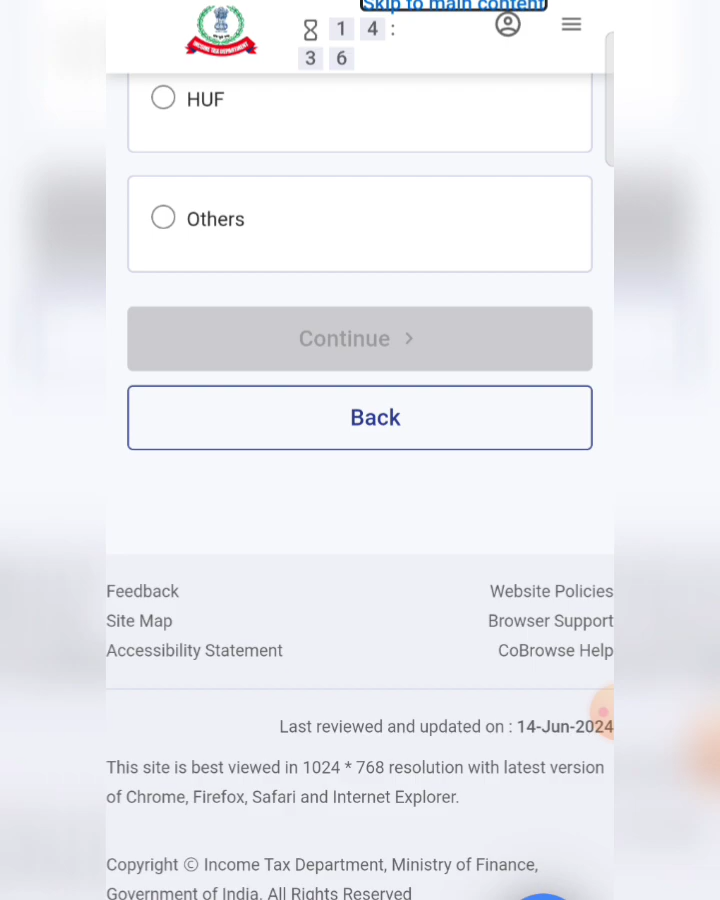 Skip to main content
INCOME TAX DEPARTMENT
1 4 :
3 6
HUF
Others
Continue
Back
Feedback
Website Policies
Site Map
Browser Support
Accessibility Statement
CoBrowse Help
Last reviewed and updated on : 14-Jun-2024
This site is best viewed in 1024 * 768 resolution with latest version
of Chrome, Firefox, Safari and Internet Explorer.
Copyright © Income Tax Department, Ministry of Finance,
Government of India. All Rights Reserved